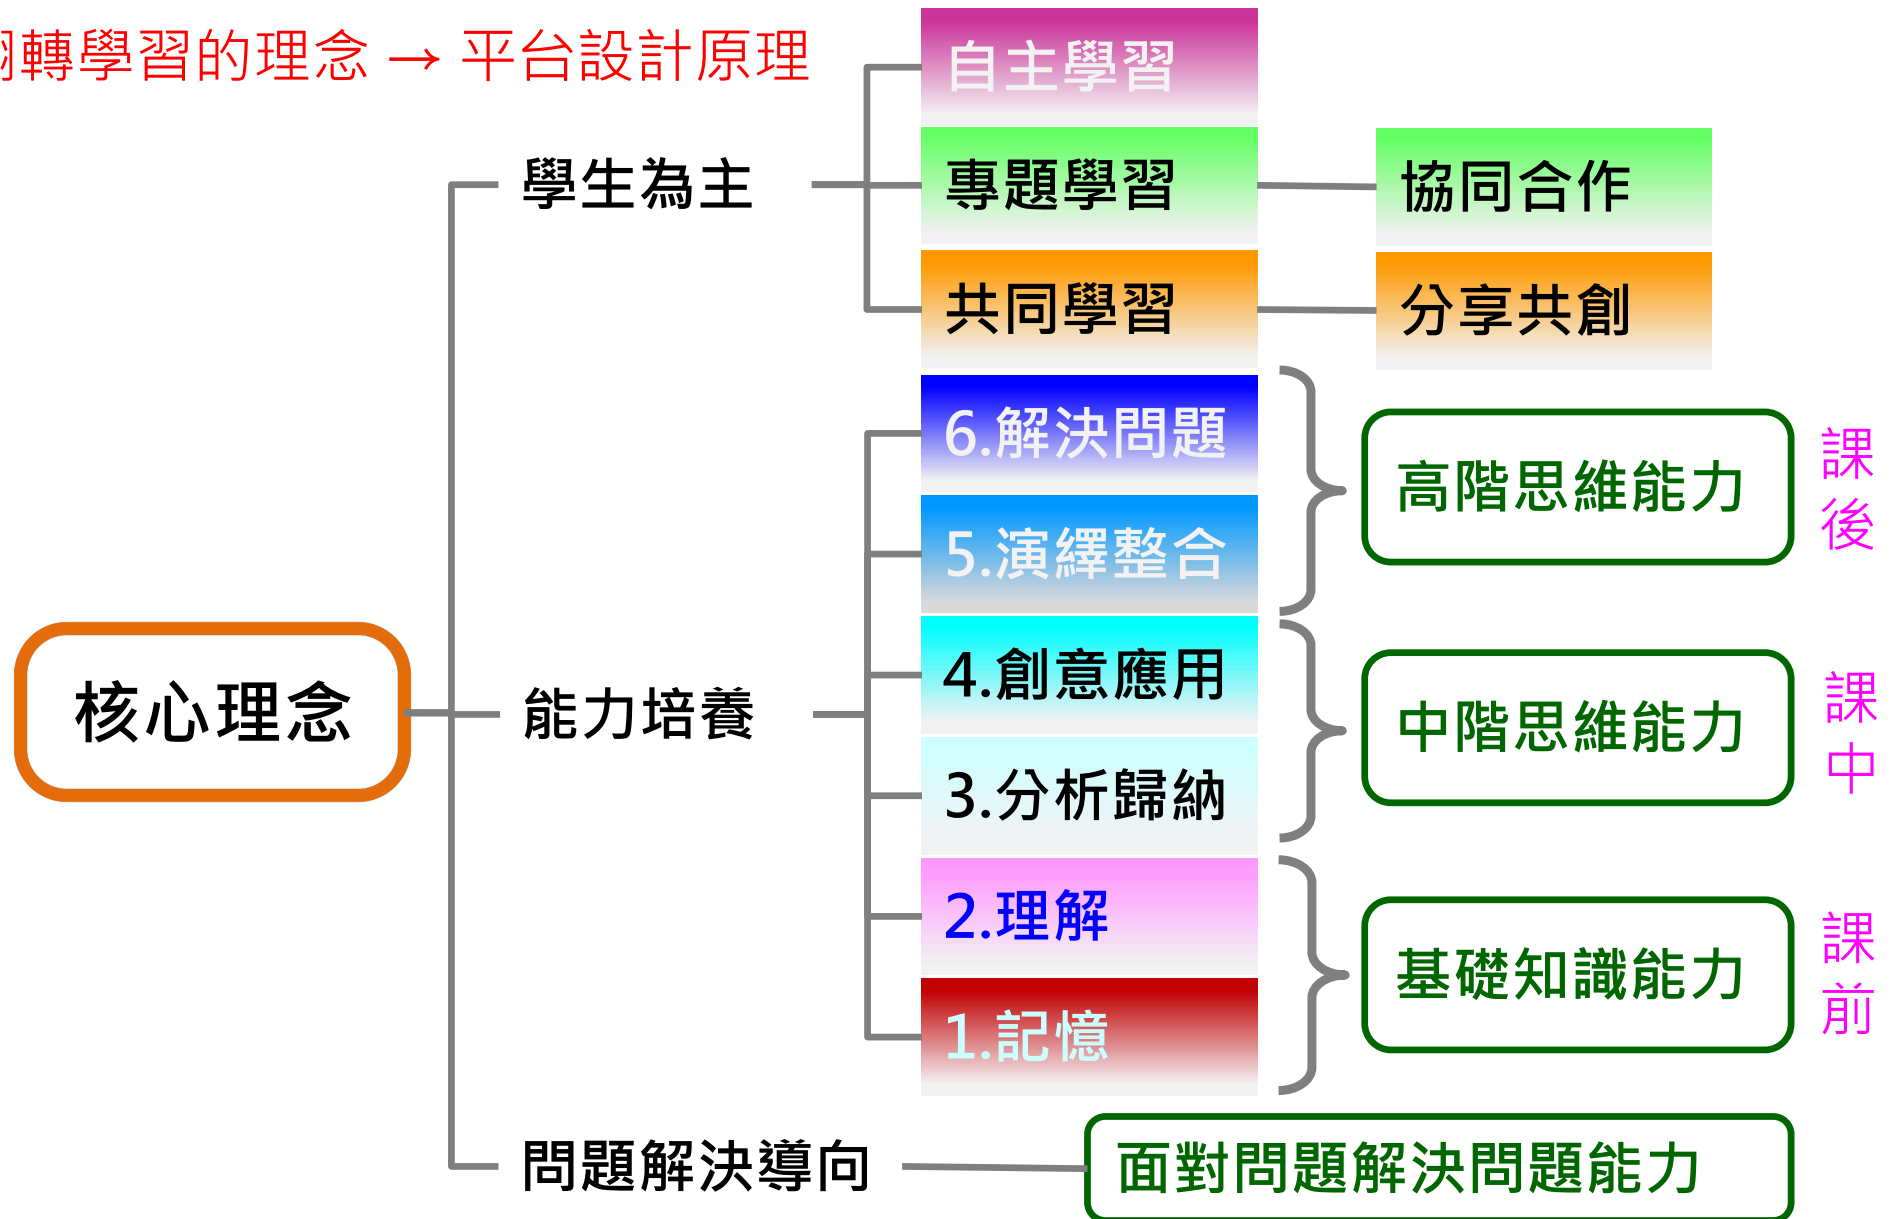 翻轉學習的理念 → 平台設計原理
自主學習
學生為主
專題學習
協同合作
共同學習
分享共創
6.解決問題
5.演繹整合
高階思維能力
課後
核心理念
能力培養
4.創意應用
3.分析歸納
中階思維能力
課中
2.理解
1.記憶
基礎知識能力
課前
問題解決導向
面對問題解決問題能力